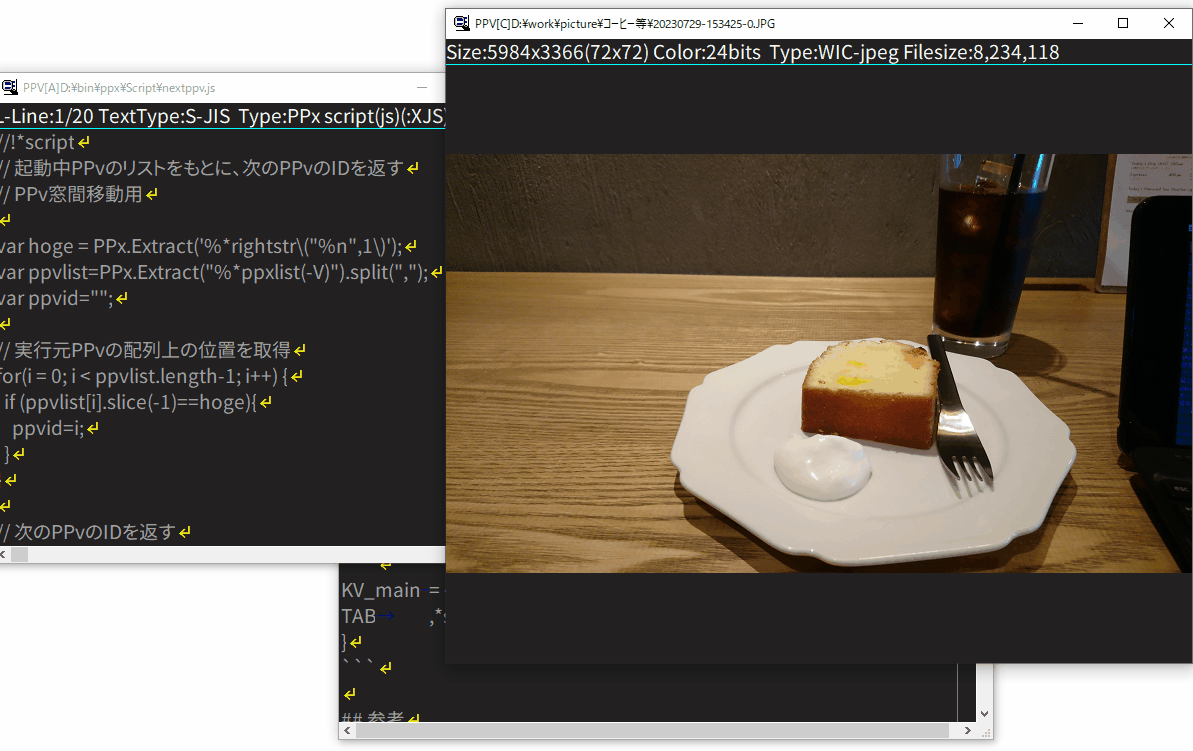 PPV[C]D:¥work¥picture¥ｺｰﾋｰ等¥20230729-153425-0.JPG
Size:5984x3366(72x72) Color:24bits Type:WIC-jpeg Filesize:8,234,118
PPV[A]D:¥bin¥ppx¥Script¥nextppv.js
L-Line:1/20 TextType:S-JIS Type:PPx script(js)(:XJS)
//!*script↵
// 起動中PPvのリストをもとに、次のPPvのIDを返す↵
// PPv窓間移動用↵
↵
var hoge = PPx.Extract('%*rightstr\("%n",1\)');↵
var ppvlist=PPx.Extract("%*ppxlist(-V)").split(",");↵
var ppvid="";↵
↵
// 実行元PPvの配列上の位置を取得↵
for(i = 0; i < ppvlist.length-1; i++) {↵
if (ppvlist[i].slice(-1)==hoge){↵
ppvid=i;↵
}↵
↵
↵
// 次のPPvのIDを返す↵
↵
KV_main =
TAB→ ,*s
}↵
```↵
↵
## 参考↵